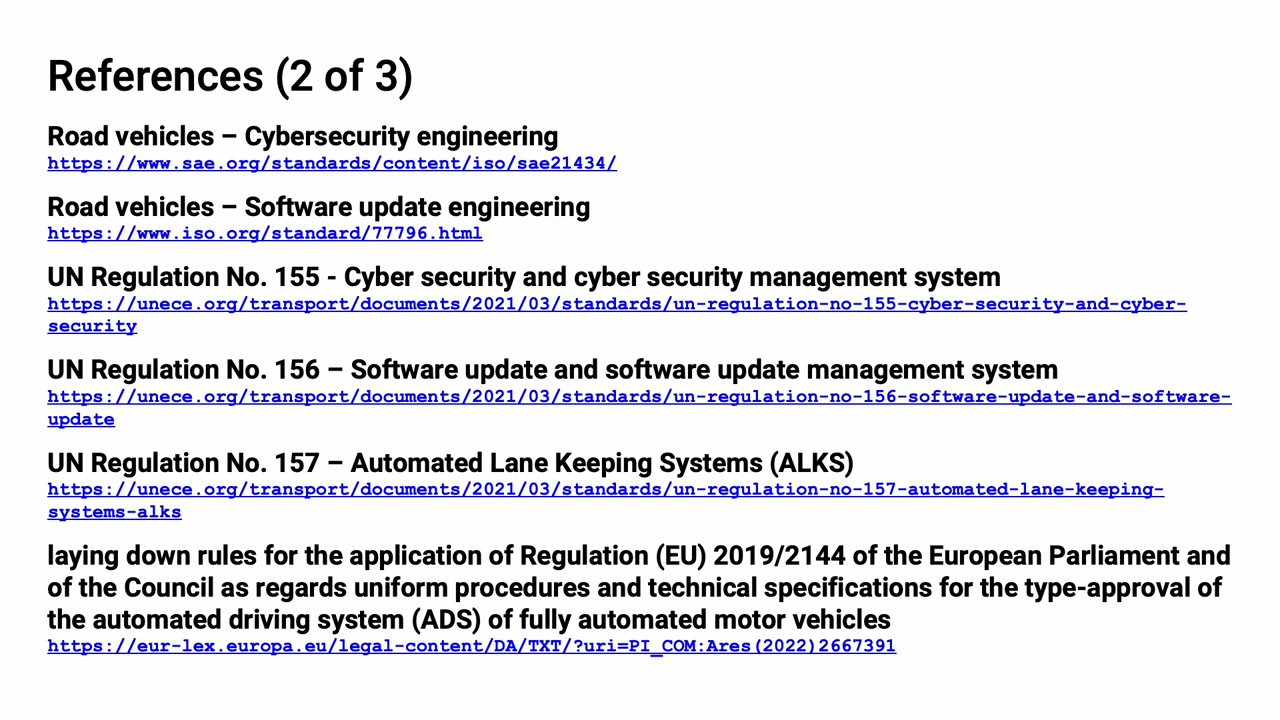 References (2 of 3)
Road vehicles – Cybersecurity engineering
https://www.sae.org/standards/content/iso/sae21434/
Road vehicles – Software update engineering
https://www.iso.org/standard/77796.html
UN Regulation No. 155 - Cyber security and cyber security management system
https://unece.org/transport/documents/2021/03/standards/un-regulation-no-155-cyber-security-and-cyber-
security
UN Regulation No. 156 – Software update and software update management system
https://unece.org/transport/documents/2021/03/standards/un-regulation-no-156-software-update-and-software-
update
UN Regulation No. 157 – Automated Lane Keeping Systems (ALKS)
https://unece.org/transport/documents/2021/03/standards/un-regulation-no-157-automated-lane-keeping-
systems-alks
laying down rules for the application of Regulation (EU) 2019/2144 of the European Parliament and
of the Council as regards uniform procedures and technical specifications for the type-approval of
the automated driving system (ADS) of fully automated motor vehicles
https://eur-lex.europa.eu/legal-content/DA/TXT/?uri=PI_COM:Ares(2022)2667391